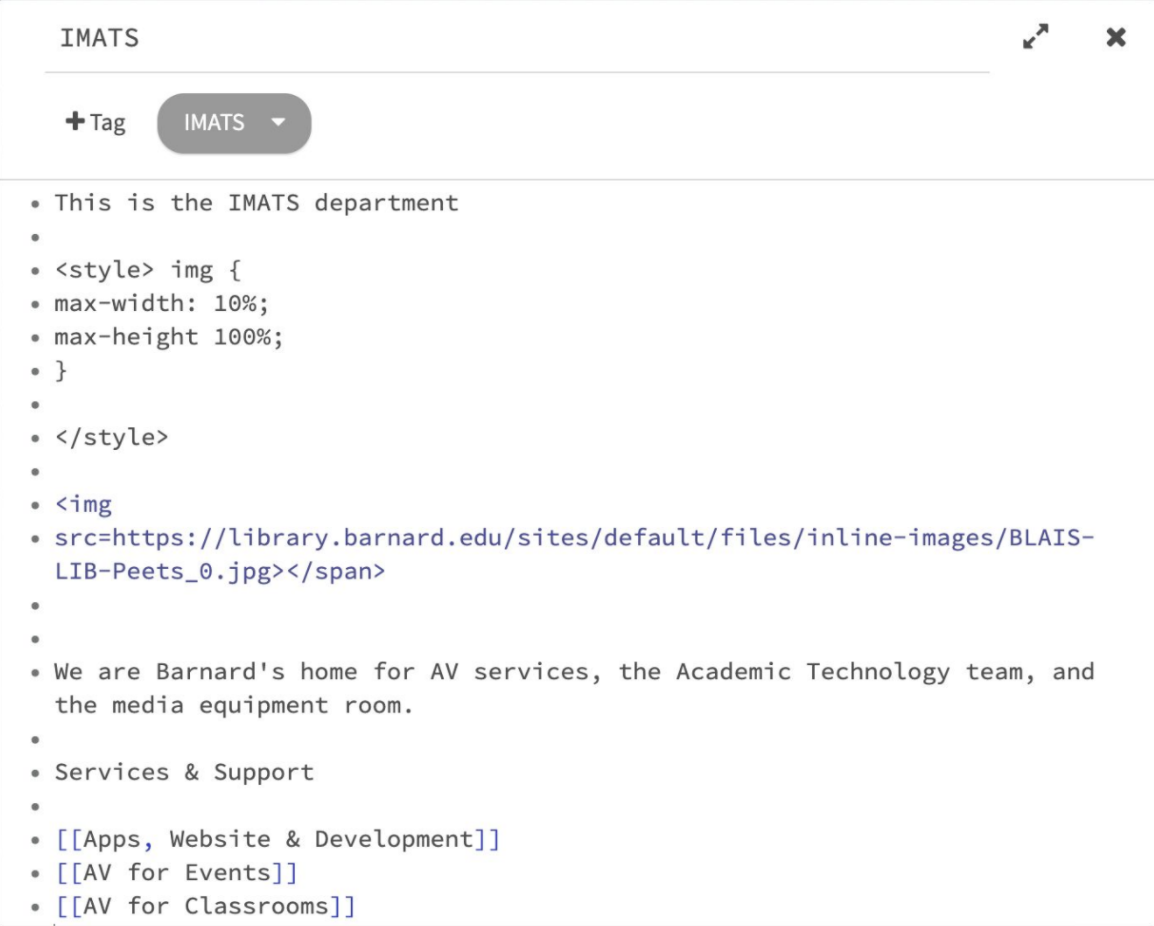 IMATS
+ Tag IMATS
This is the IMATS department
<style> img {
max-width: 10%;
max-height 100%;
}
</style>
<img
src=https://library.barnard.edu/sites/default/files/inline-images/BLAIS-
LIB-Peets_0.jpg></span>
We are Barnard's home for AV services, the Academic Technology team, and
the media equipment room.
Services & Support
[[Apps, Website & Development]]
[[AV for Events]]
[[AV for Classrooms]]